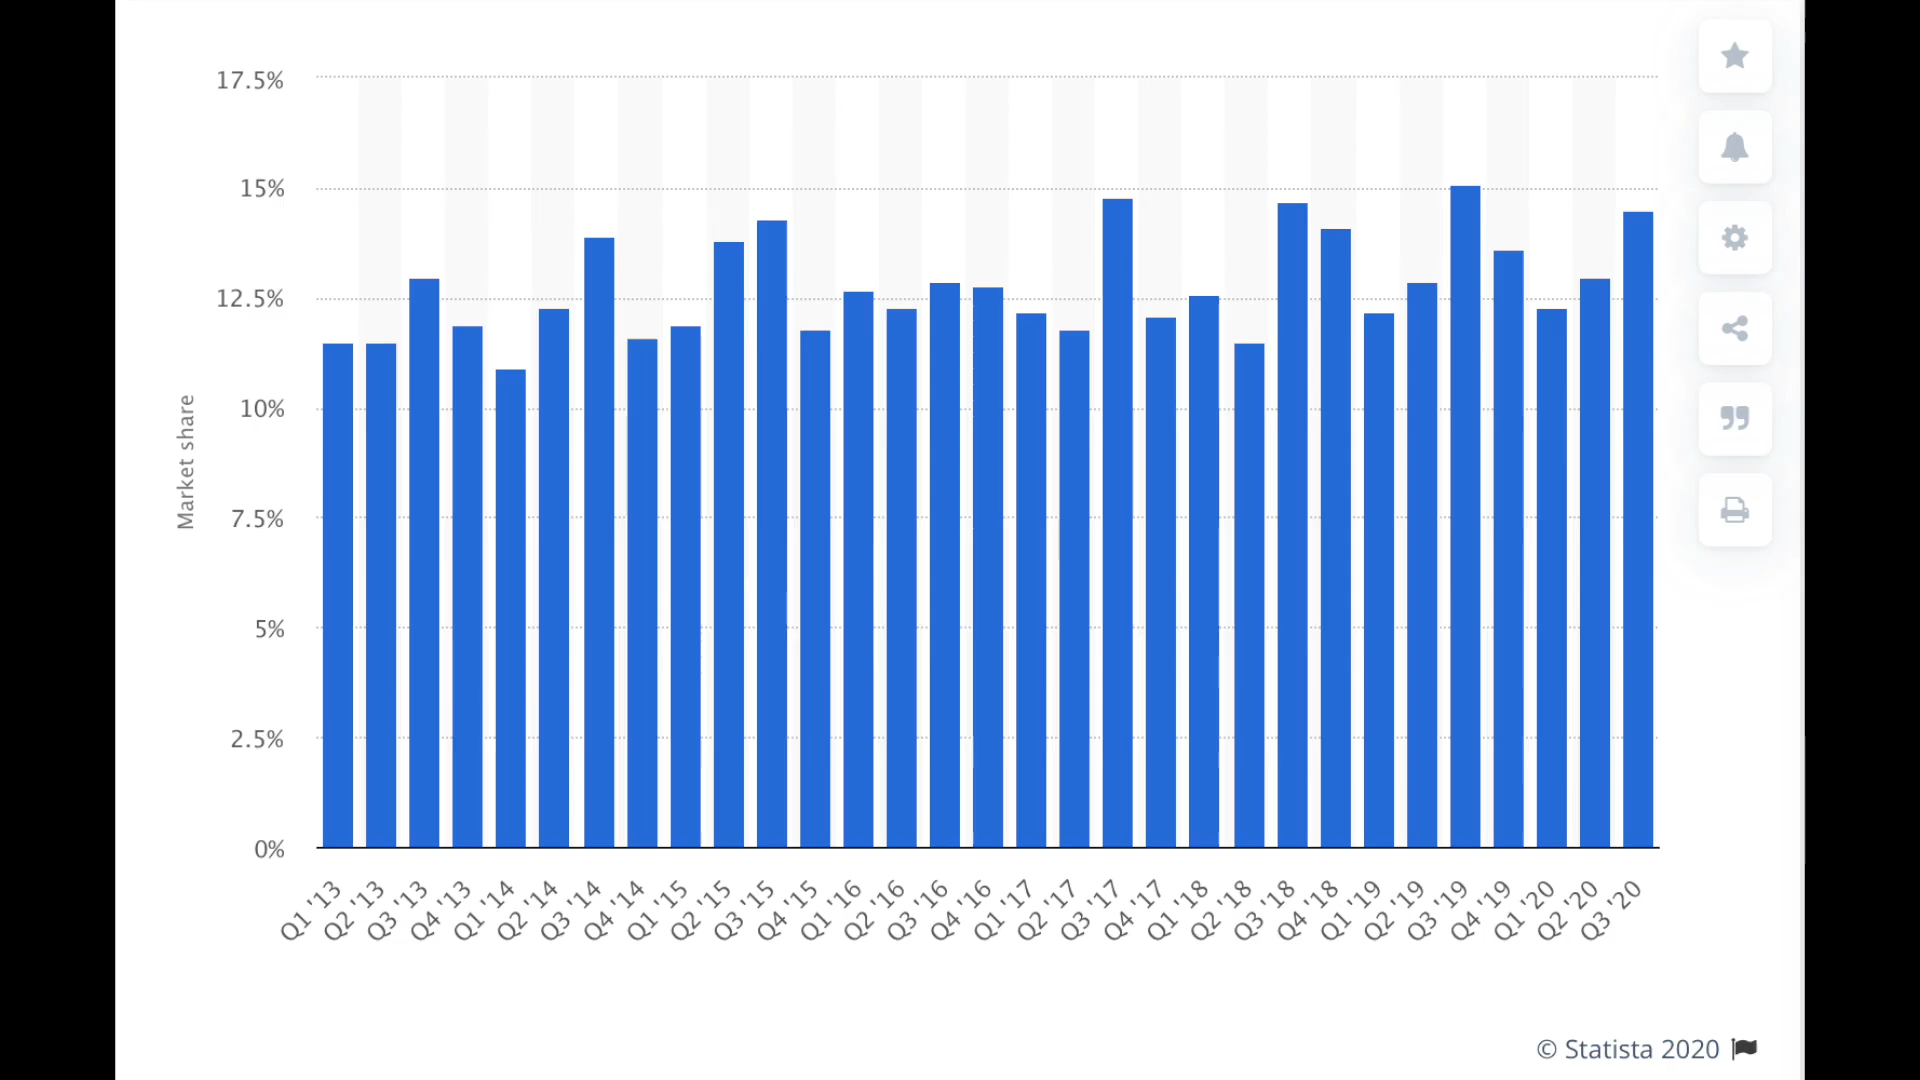 17.5%
15%
12.5%
10%
7.5%
5%
2.5%
0%
Market share
Q1 '13
Q2 '13
Q3 '13
Q4 '13
Q1 '14
Q2 '14
Q3 '14
Q4 '14
Q1 '15
Q2 '15
Q3 '15
Q4 '15
Q1 '16
Q2 '16
Q3 '16
Q4 '16
Q1 '17
Q2 '17
Q3 '17
Q4 '17
Q1 '18
Q2 '18
Q3 '18
Q4 '18
Q1 '19
Q2 '19
Q3 '19
Q4 '19
Q1 '20
Q2 '20
Q3 '20
© Statista 2020